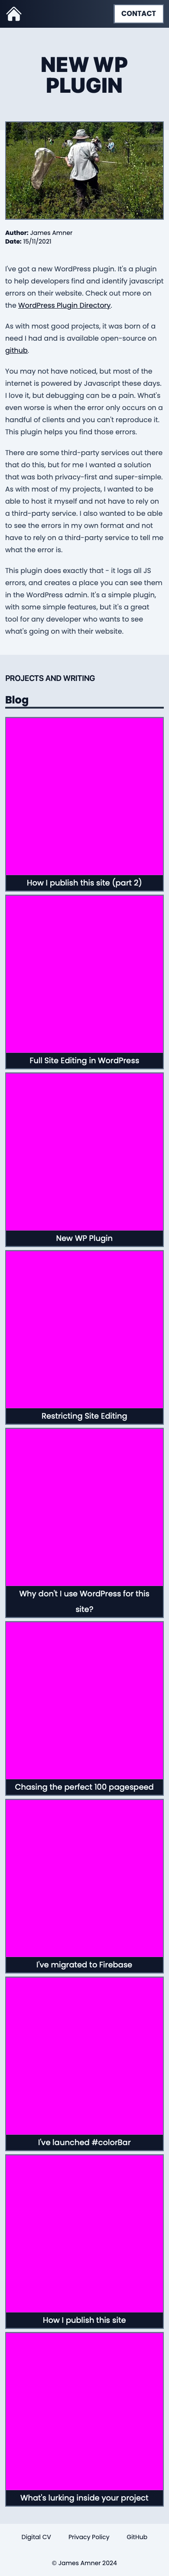 CONTACT
NEW WP
PLUGIN
Author: James Amner
Date: 15/11/2021
I've got a new WordPress plugin. It's a plugin
to help developers find and identify javascript
errors on their website. Check out more on
the WordPress Plugin Directory.
As with most good projects, it was born of a
need I had and is available open-source on
github.
You may not have noticed, but most of the
internet is powered by Javascript these days.
I love it, but debugging can be a pain. What's
even worse is when the error only occurs on a
handful of clients and you can't reproduce it.
This plugin helps you find those errors.
There are some third-party services out there
that do this, but for me I wanted a solution
that was both privacy-first and super-simple.
As with most of my projects, I wanted to be
able to host it myself and not have to rely on
a third-party service. I also wanted to be able
to see the errors in my own format and not
have to rely on a third-party service to tell me
what the error is.
This plugin does exactly that - it logs all JS
errors, and creates a place you can see them
in the WordPress admin. It's a simple plugin,
with some simple features, but it's a great
tool for any developer who wants to see
what's going on with their website.
PROJECTS AND WRITING
Blog
How I publish this site (part 2)
Full Site Editing in WordPress
New WP Plugin
Restricting Site Editing
Why don't I use WordPress for this
site?
Chasing the perfect 100 pagespeed
I've migrated to Firebase
I've launched #colorBar
How I publish this site
What's lurking inside your project
Digital CV Privacy Policy GitHub
© James Amner 2024